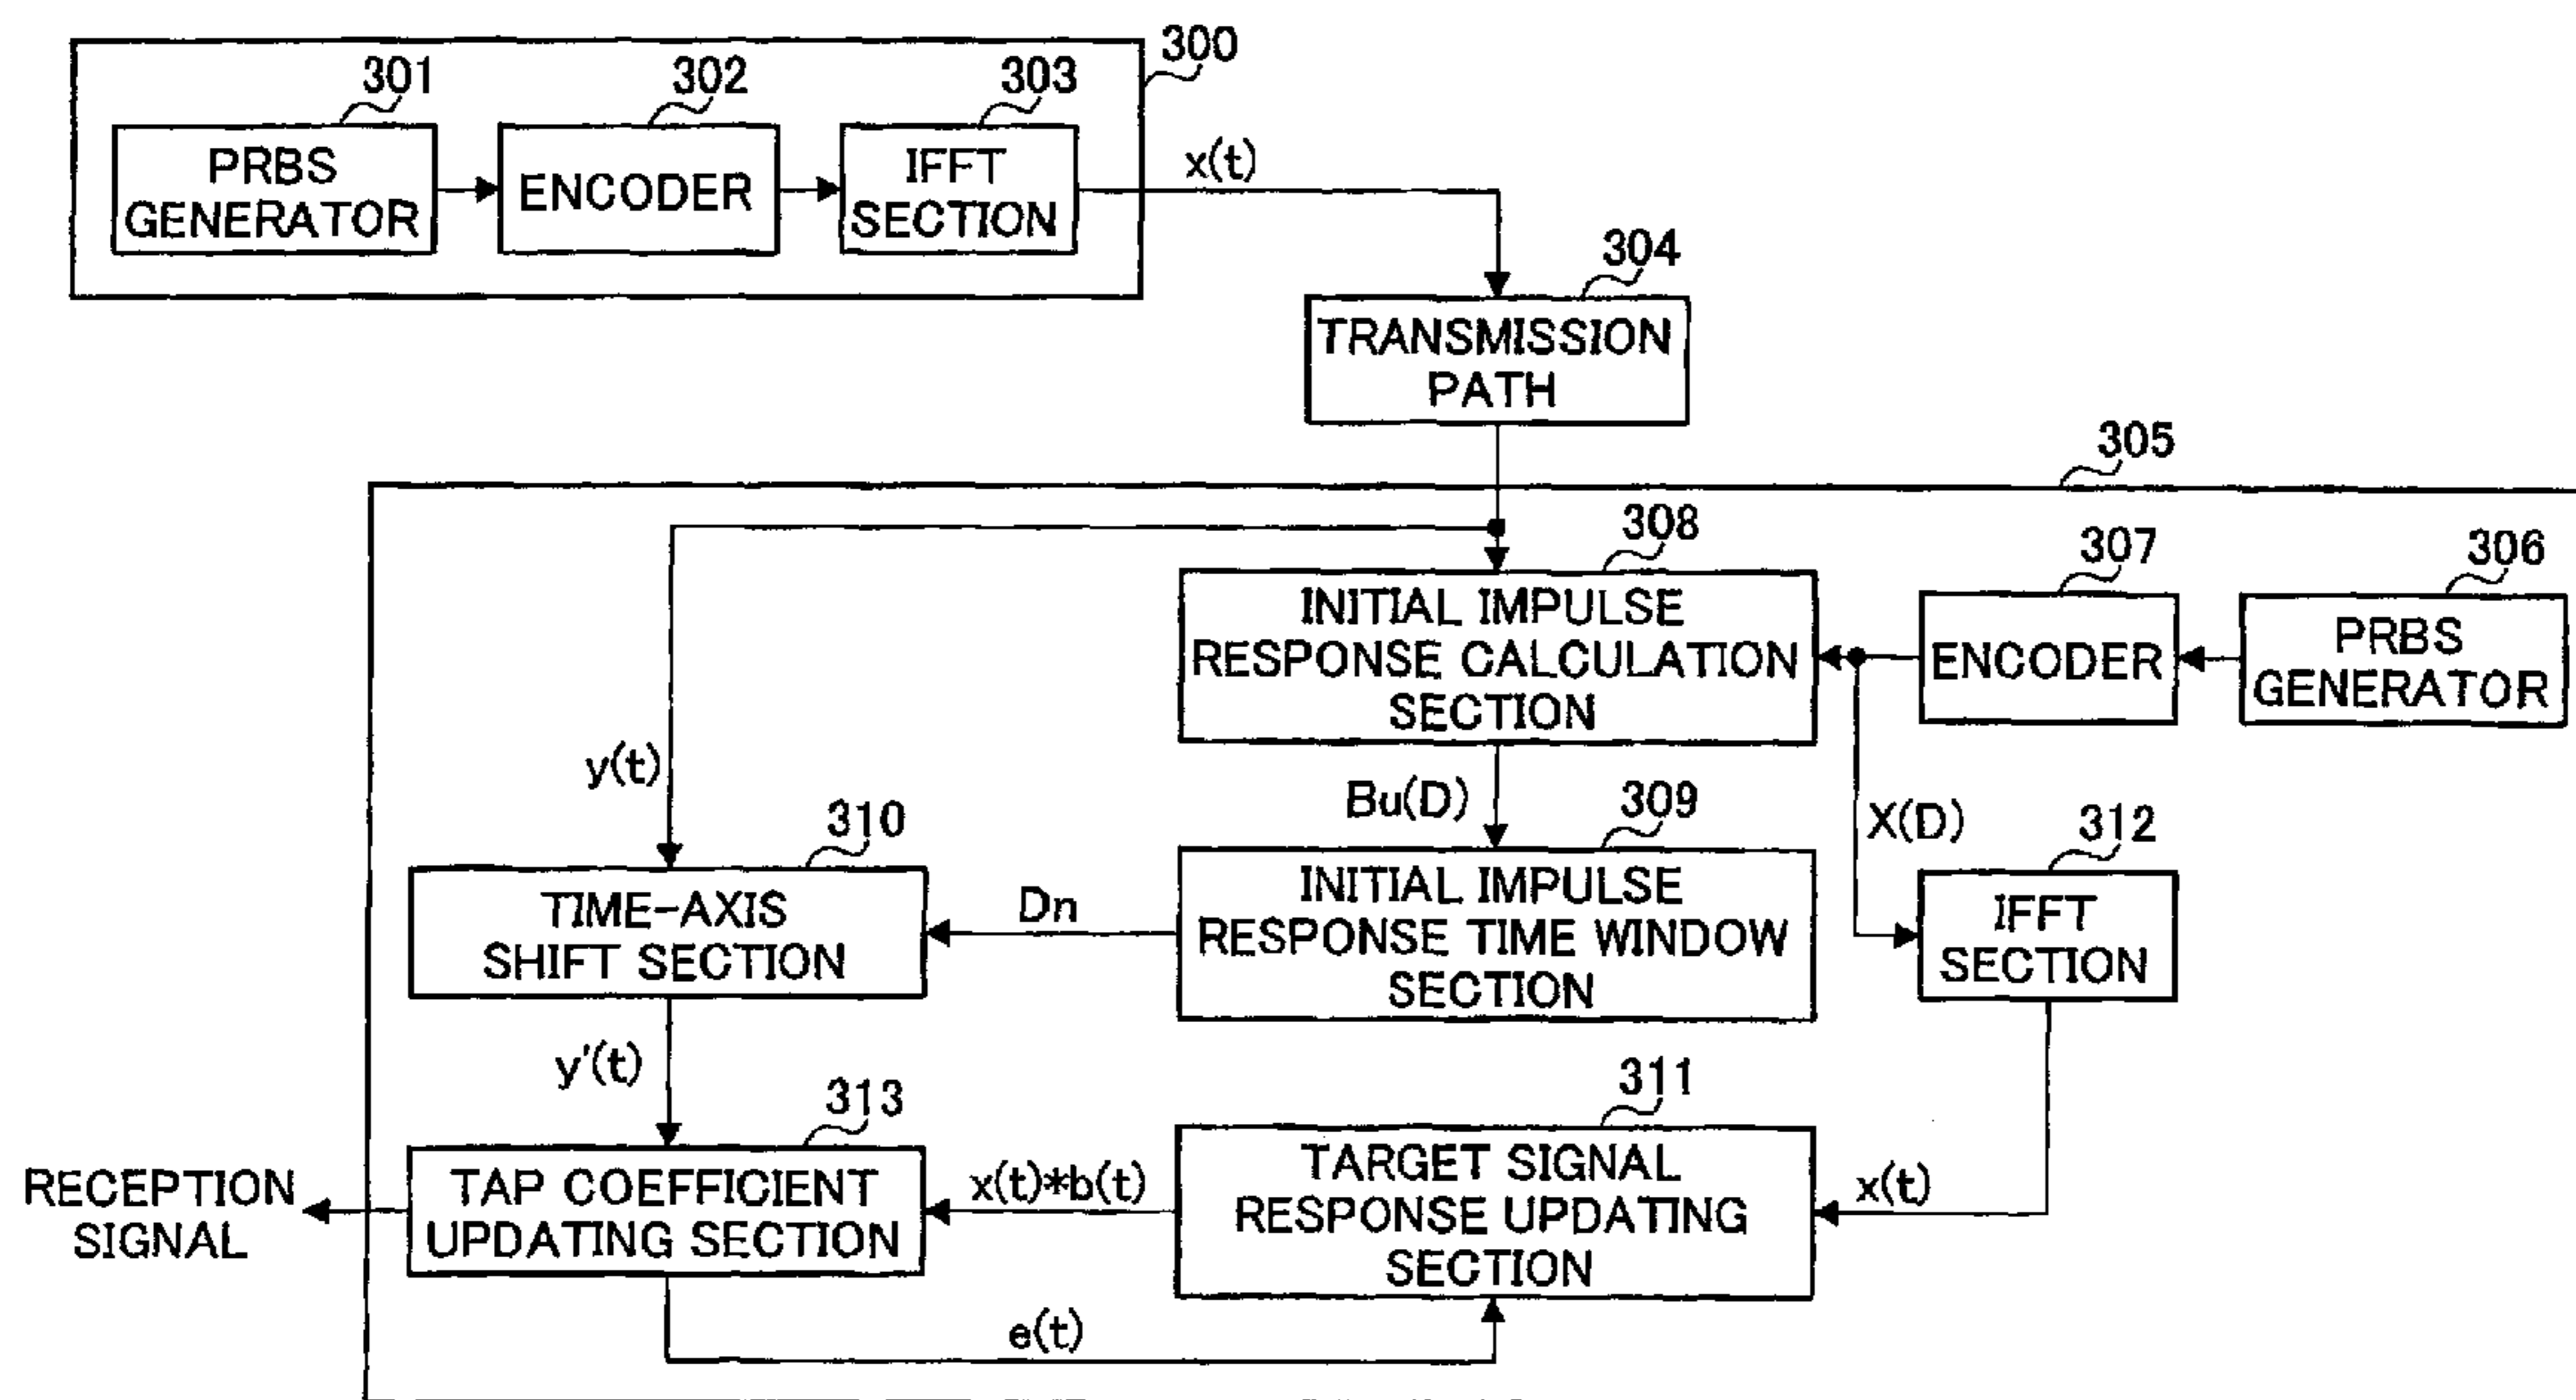 300
301
302
303
PRBS
GENERATOR
ENCODER
IFFT
SECTION
x(t)
304
TRANSMISSION
PATH
305
308
307
306
INITIAL IMPULSE
RESPONSE CALCULATION
SECTION
ENCODER
PRBS
GENERATOR
y(t)
Bu(D)
X(D)
310
309
312
TIME-AXIS
SHIFT SECTION
Dn
INITIAL IMPULSE
RESPONSE TIME WINDOW
SECTION
IFFT
SECTION
y'(t)
313
311
RECEPTION
SIGNAL
TAP COEFFICIENT
UPDATING SECTION
x(t)*b(t)
TARGET SIGNAL
RESPONSE UPDATING
SECTION
x(t)
e(t)